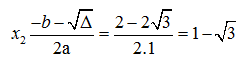 x₂ (-b-√Δ)/2a = (2-2√3)/2.1 = 1-√3